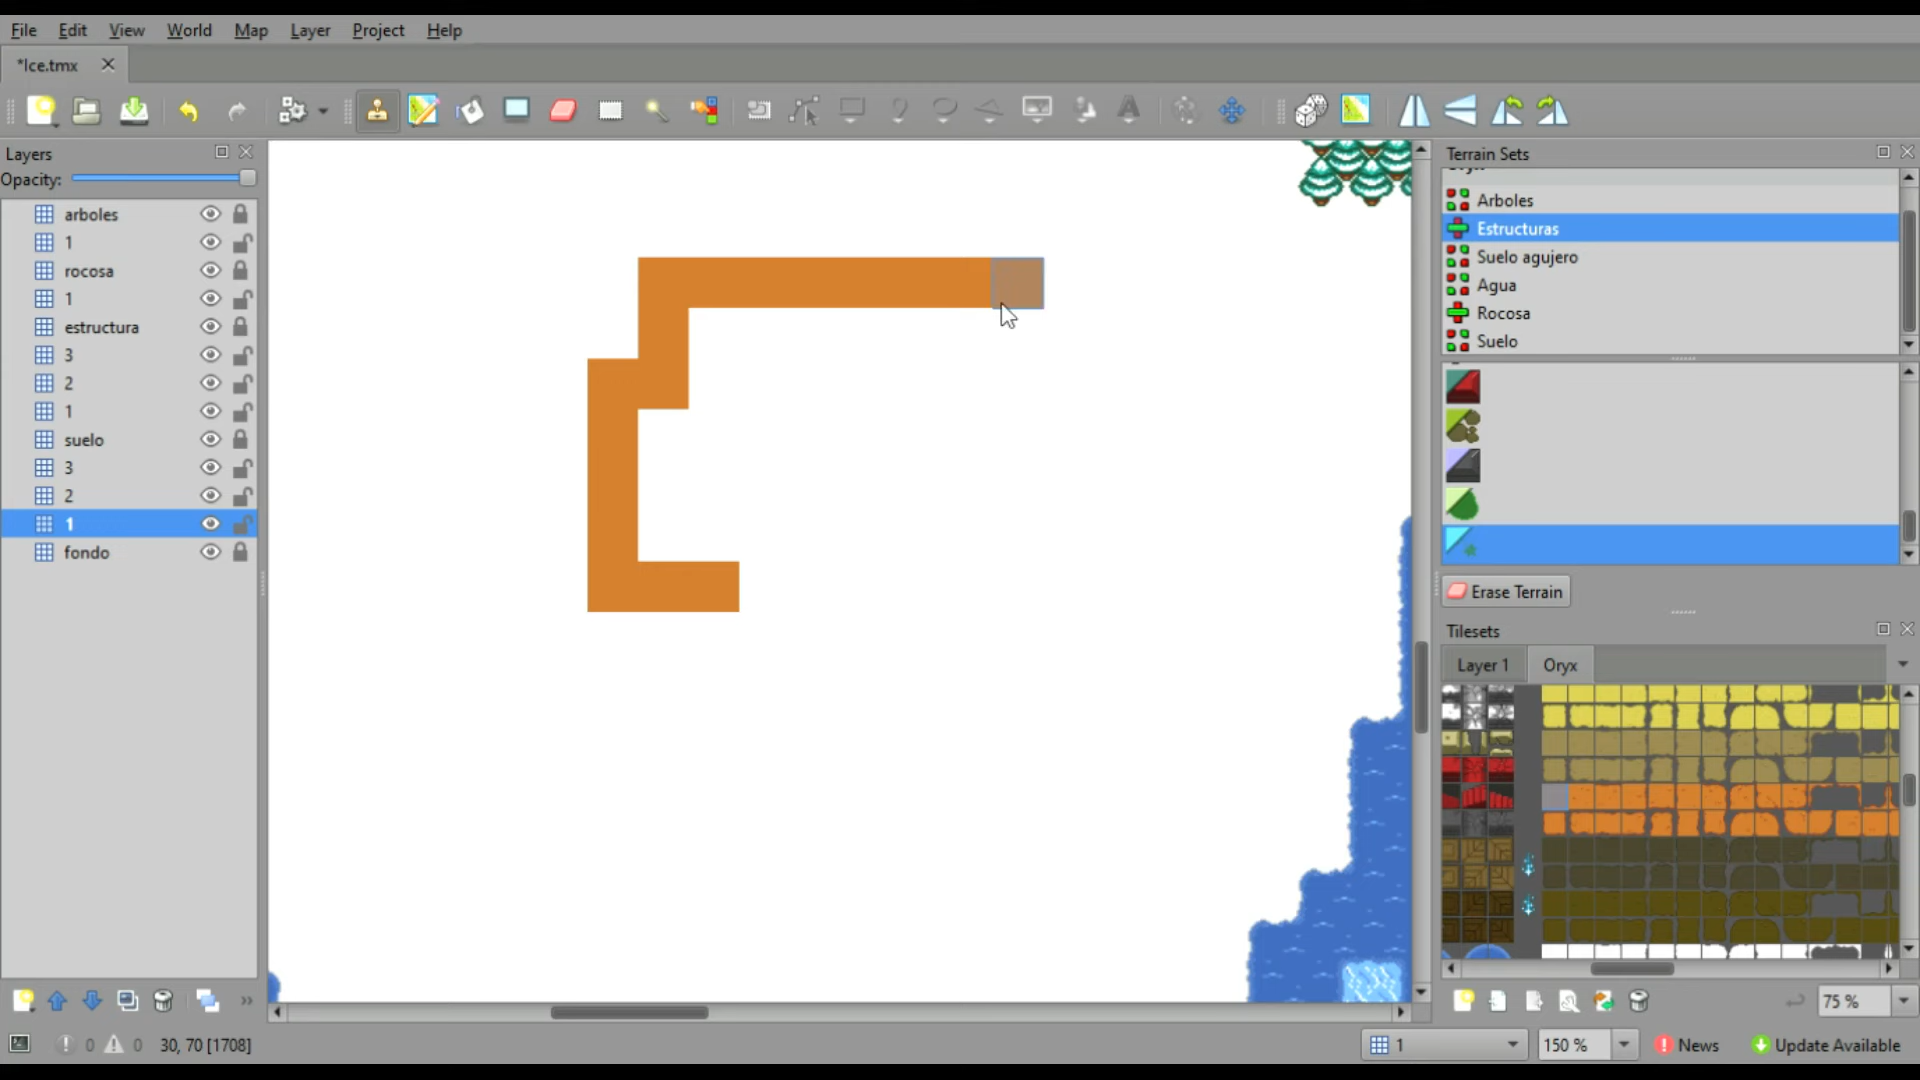 File Edit View World Map Layer Project Help
*Ice.tmx
Layers
Opacity:
arboles
1
rocosa
1
estructura
3
2
1
suelo
3
2
1
fondo
Terrain Sets
Arboles
Estructuras
Suelo agujero
Agua
Rocosa
Suelo
Erase Terrain
Tilesets
Layer 1 Oryx
75 %
0 0 30, 70 [1708]
1 150 % News Update Available